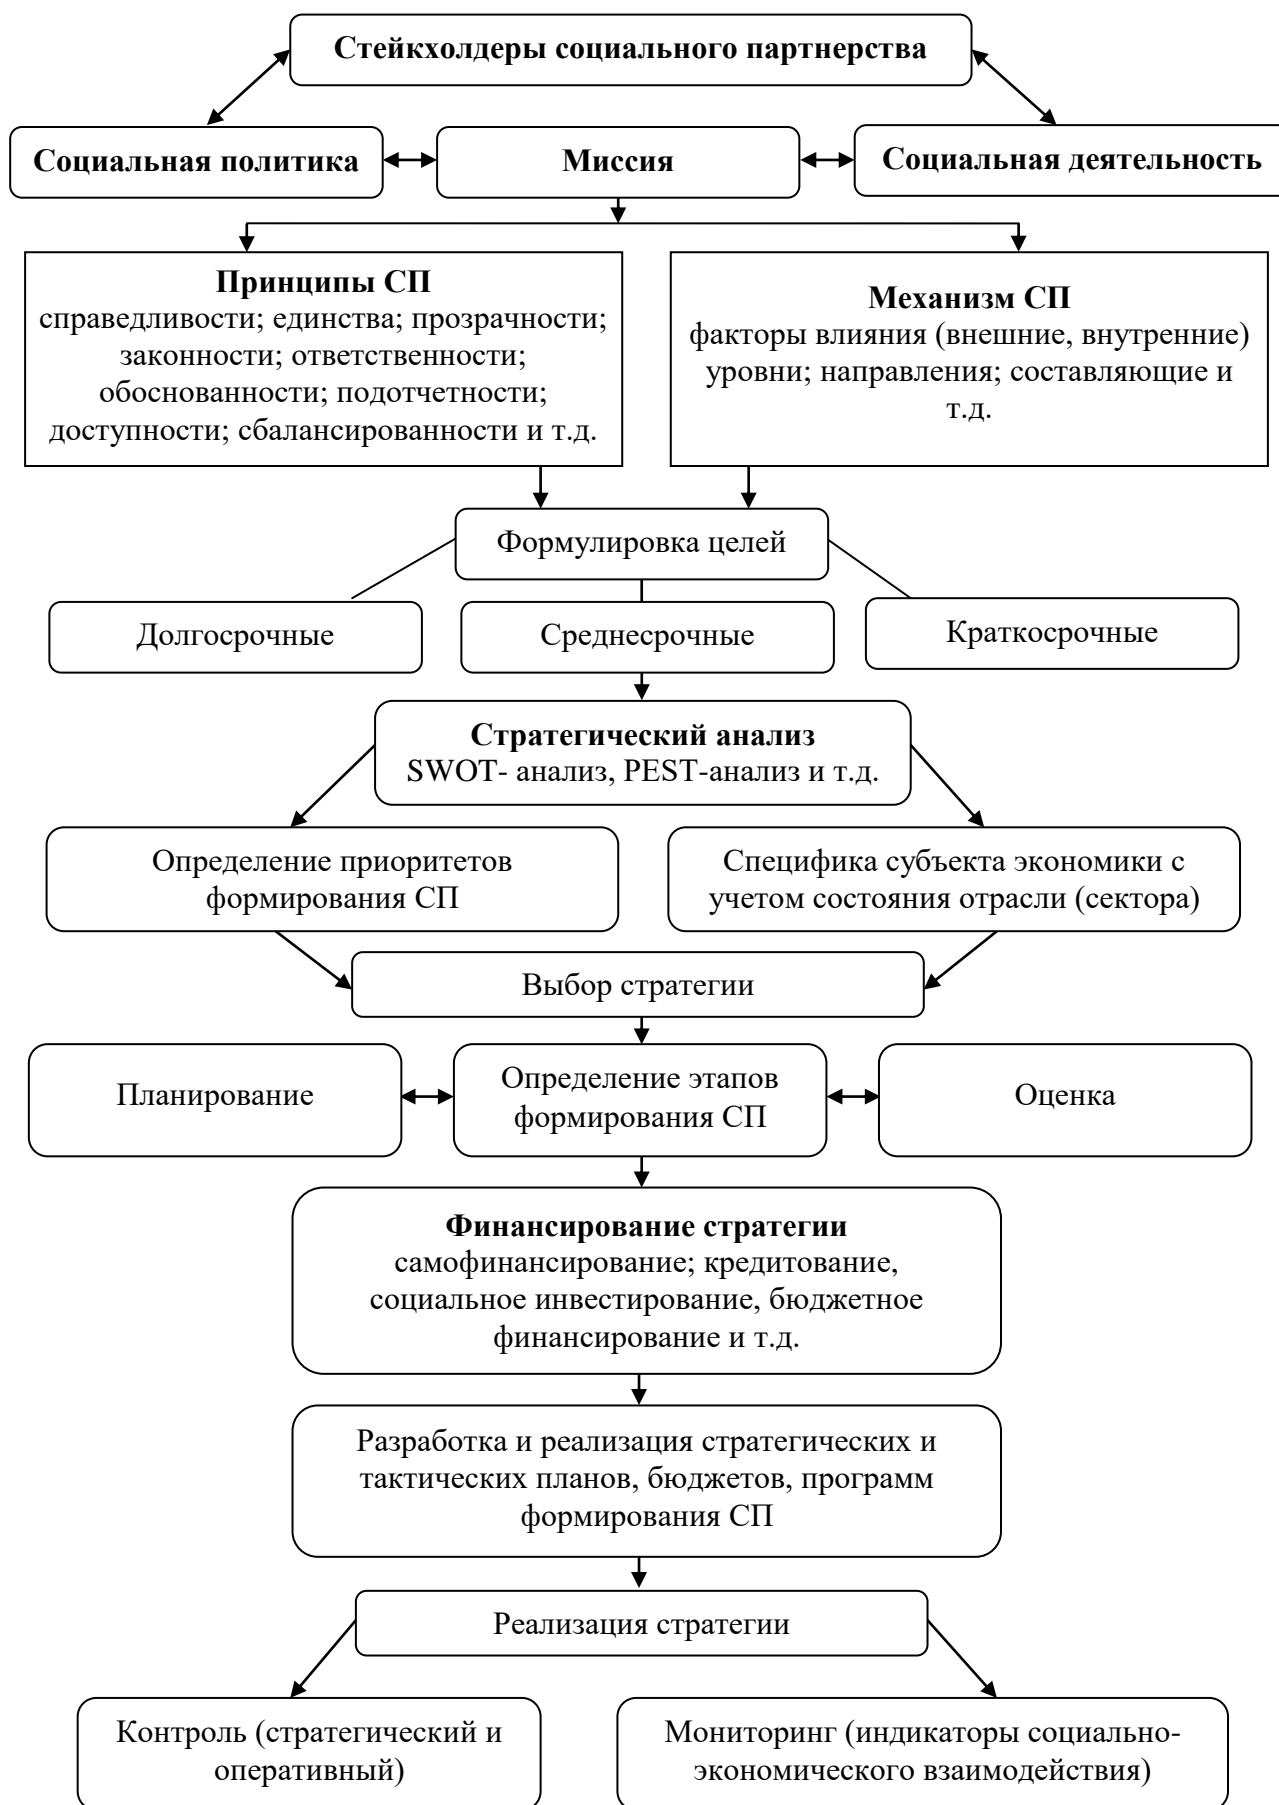 Стейкхолдеры социального партнерства
Социальная политика
Миссия
Социальная деятельность
Принципы СП
справедливости; единства; прозрачности;
законности; ответственности;
обоснованности; подотчетности;
доступности; сбалансированности и т.д.
Механизм СП
факторы влияния (внешние, внутренние)
уровни; направления; составляющие и
т.д.
Формулировка целей
Долгосрочные
Среднесрочные
Краткосрочные
Стратегический анализ
SWOT- анализ, PEST-анализ и т.д.
Определение приоритетов
формирования СП
Специфика субъекта экономики с
учетом состояния отрасли (сектора)
Выбор стратегии
Планирование
Определение этапов
формирования СП
Оценка
Финансирование стратегии
самофинансирование; кредитование,
социальное инвестирование, бюджетное
финансирование и т.д.
Разработка и реализация стратегических и
тактических планов, бюджетов, программ
формирования СП
Реализация стратегии
Контроль (стратегический и
оперативный)
Мониторинг (индикаторы социально-
экономического взаимодействия)